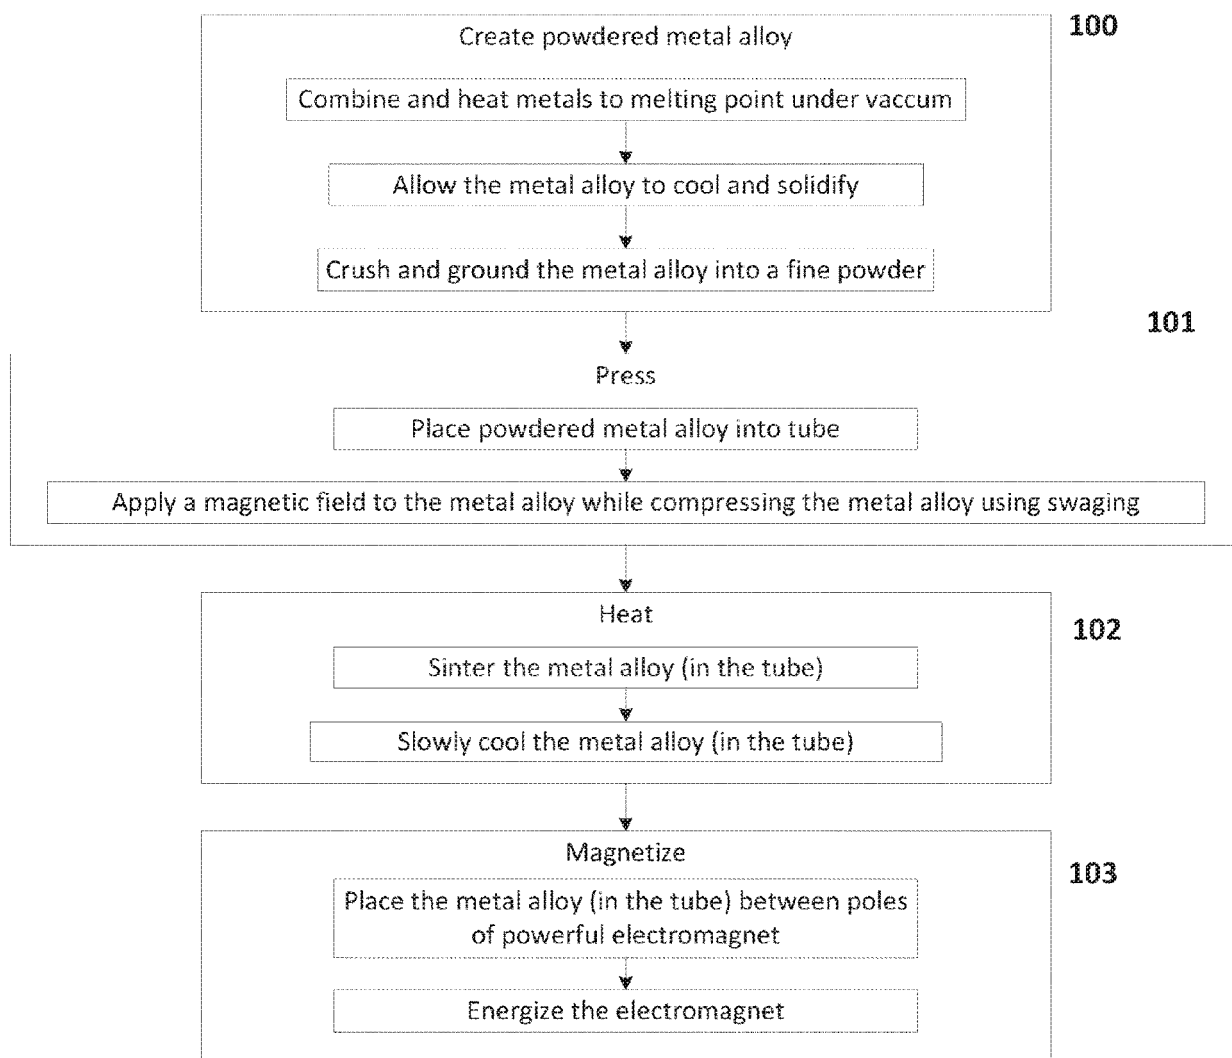 100
Create powdered metal alloy
Combine and heat metals to melting point under vaccum
Allow the metal alloy to cool and solidify
Crush and ground the metal alloy into a fine powder
101
Press
Place powdered metal alloy into tube
Apply a magnetic field to the metal alloy while compressing the metal alloy using swaging
Heat
102
Sinter the metal alloy (in the tube)
Slowly cool the metal alloy (in the tube)
Magnetize
103
Place the metal alloy (in the tube) between poles
of powerful electromagnet
Energize the electromagnet